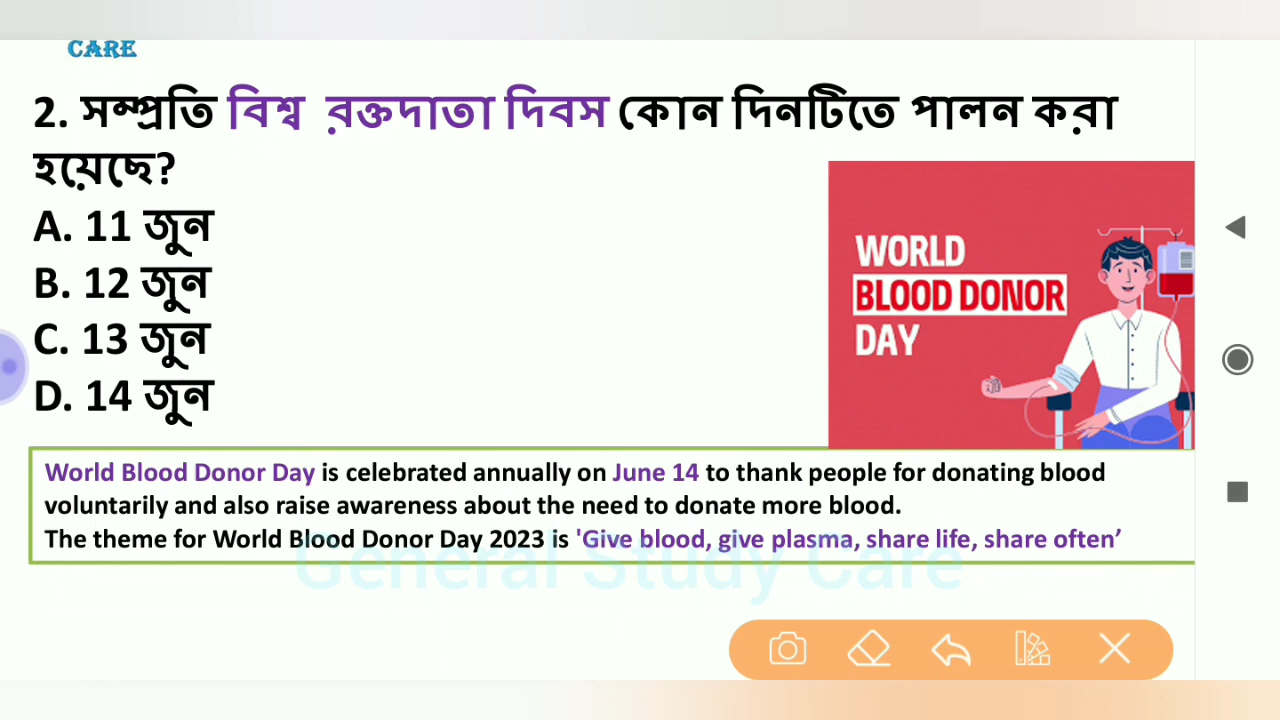 CARE
2. সম্প্রতি বিশ্ব রক্তদাতা দিবস কোন দিনটিতে পালন করা
হয়েছে?
A. 11 জুন
B. 12 জুন
C. 13 জুন
D. 14 জুন
WORLD
BLOOD DONOR
DAY
World Blood Donor Day is celebrated annually on June 14 to thank people for donating blood
voluntarily and also raise awareness about the need to donate more blood.
The theme for World Blood Donor Day 2023 is 'Give blood, give plasma, share life, share often’
General Study Care